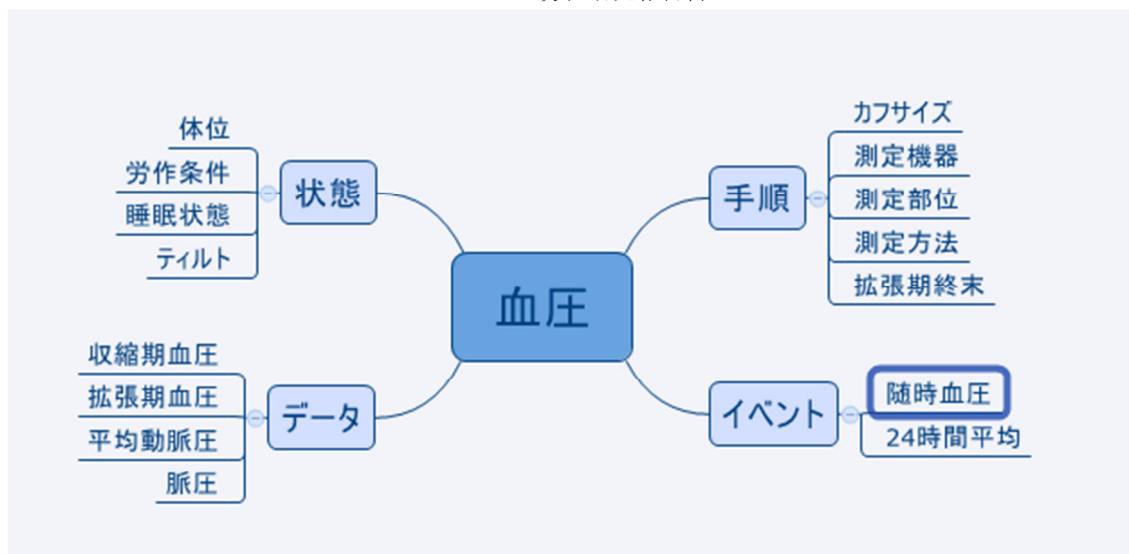 血圧
状態
体位
労作条件
睡眠状態
ティルト
データ
収縮期血圧
拡張期血圧
平均動脈圧
脈圧
手順
カフサイズ
測定機器
測定部位
測定方法
拡張期終末
イベント
随時血圧
24時間平均